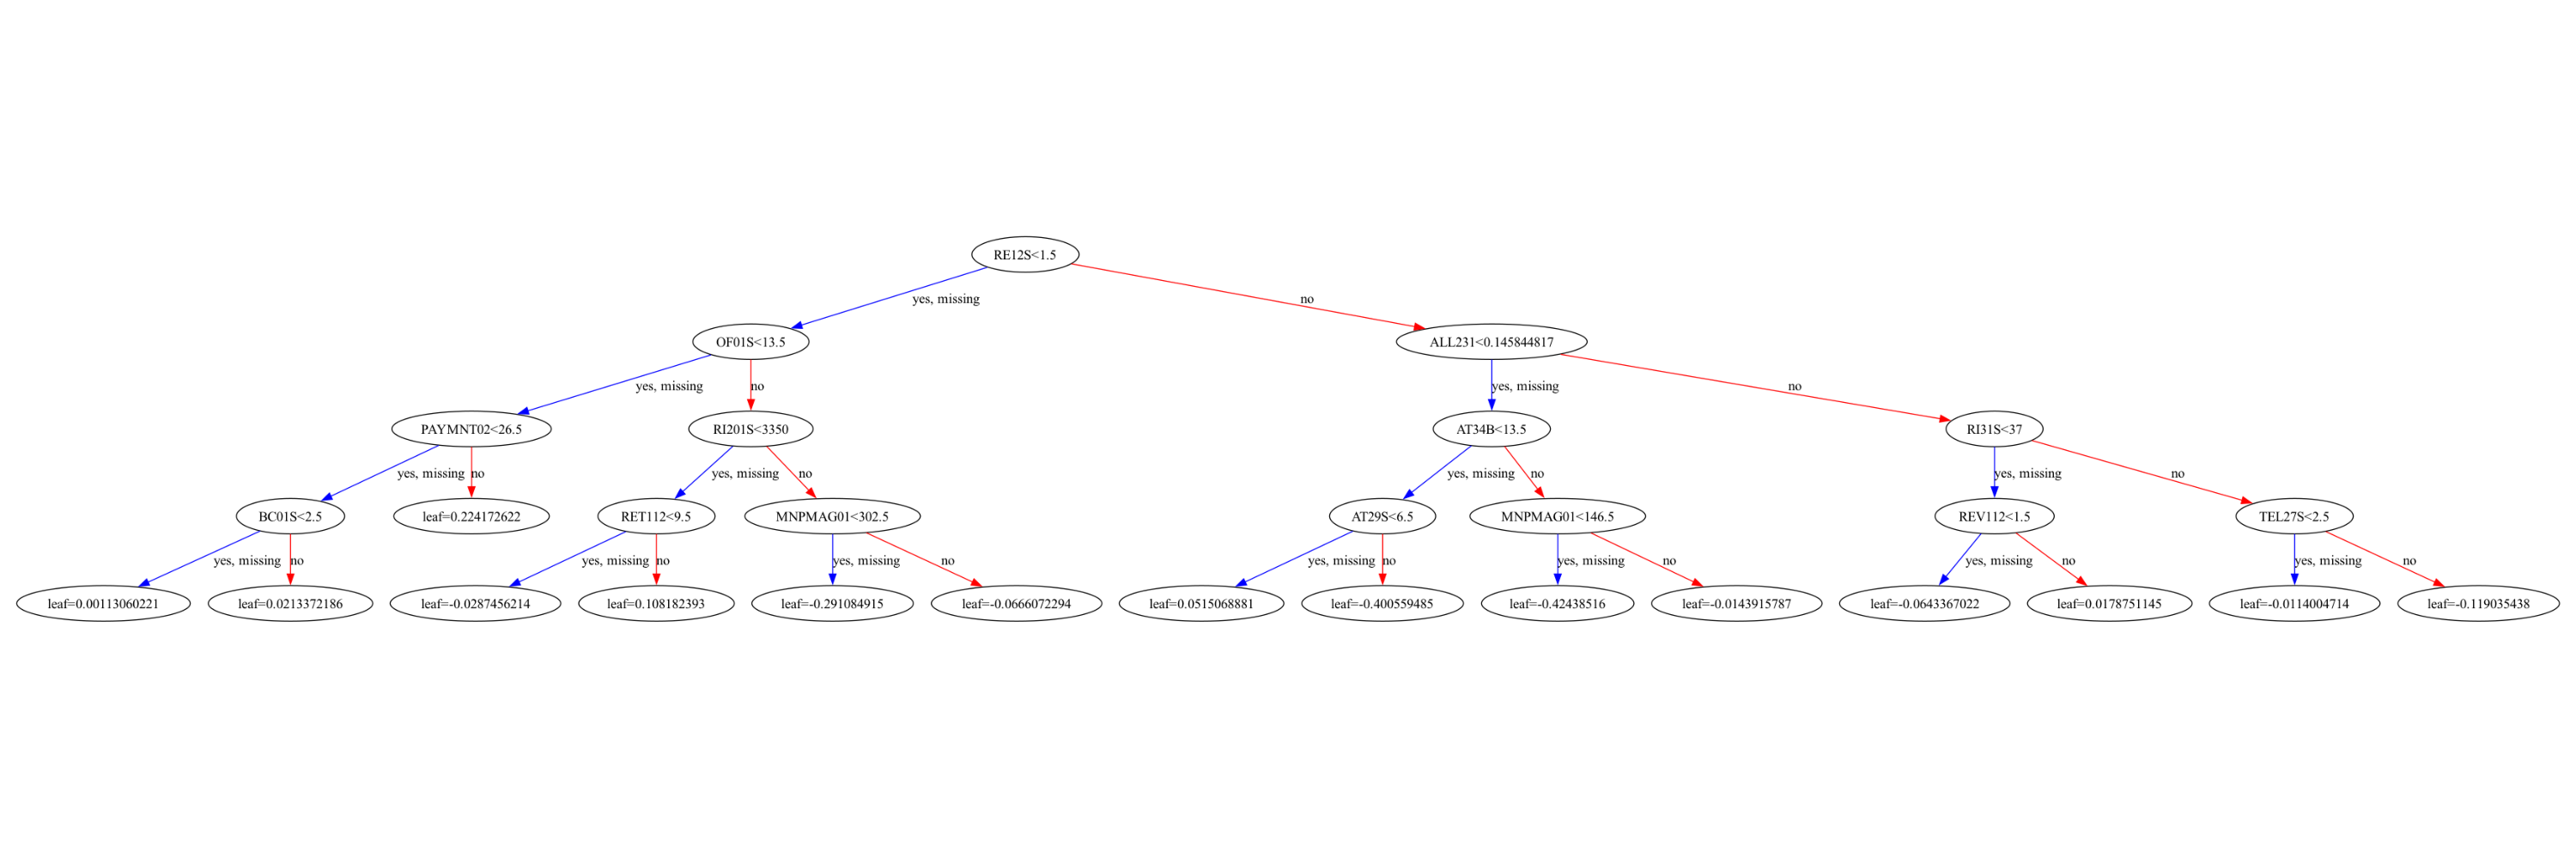 RE12S<1.5
yes, missing
no
OF01S<13.5
ALL231<0.145844817
yes, missing
no
yes, missing
no
PAYMNT02<26.5
RI201S<3350
AT34B<13.5
RI31S<37
yes, missing
no
yes, missing
no
yes, missing
no
yes, missing
no
BC01S<2.5
leaf=0.224172622
RET112<9.5
MNPMAG01<302.5
AT29S<6.5
MNPMAG01<146.5
REV112<1.5
TEL27S<2.5
yes, missing
no
yes, missing
no
yes, missing
no
yes, missing
no
yes, missing
no
yes, missing
no
yes, missing
no
leaf=0.00113060221
leaf=0.0213372186
leaf=-0.0287456214
leaf=0.108182393
leaf=-0.291084915
leaf=-0.0666072294
leaf=0.0515068881
leaf=-0.400559485
leaf=-0.42438516
leaf=-0.0143915787
leaf=-0.0643367022
leaf=0.0178751145
leaf=-0.0114004714
leaf=-0.119035438